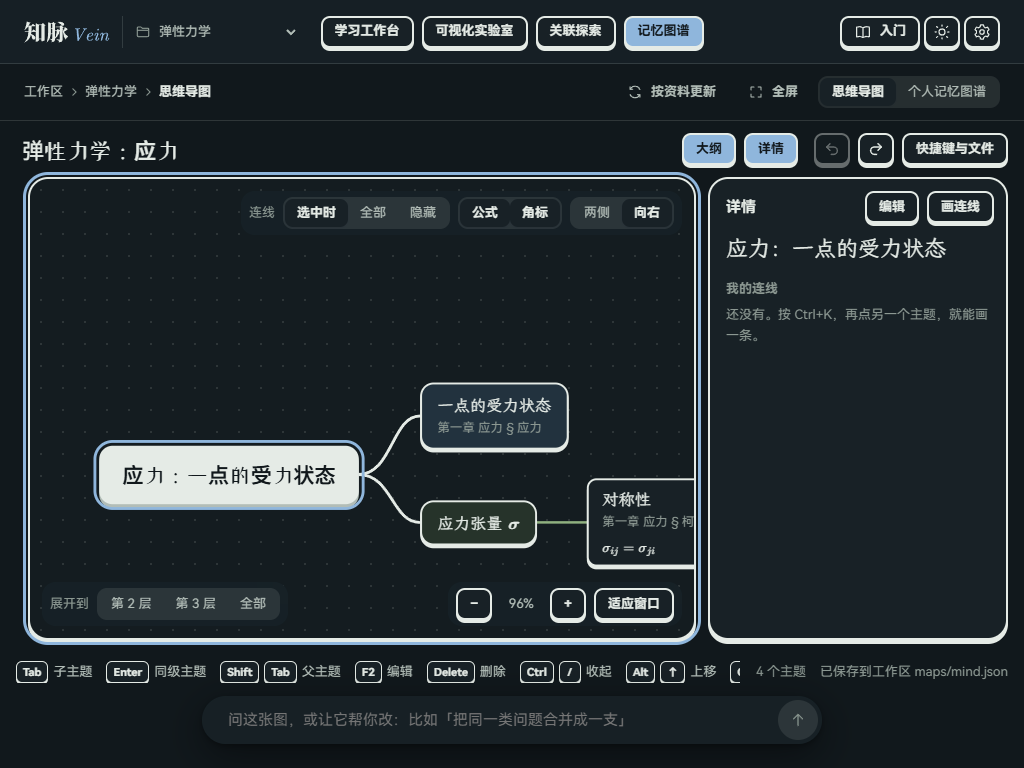 知脉 Vein
弹性力学
学习工作台
可视化实验室
关联探索
记忆图谱
入门
工作区 > 弹性力学 > 思维导图
按资料更新
全屏
思维导图
个人记忆图谱
弹性力学：应力
大纲
详情
快捷键与文件
连线
选中时
全部
隐藏
公式
角标
两侧
向右
应力：一点的受力状态
一点的受力状态
第一章 应力 § 应力
应力张量 σ
对称性
第一章 应力 § 柯
σij = σji
展开到
第 2 层
第 3 层
全部
−
96%
+
适应窗口
详情
编辑
画连线
应力：一点的受力状态
我的连线
还没有。按 Ctrl+K，再点另一个主题，就能画
一条。
Tab 子主题 Enter 同级主题 Shift Tab 父主题 F2 编辑 Delete 删除 Ctrl / 收起 Alt ↑ 上移
4 个主题 已保存到工作区 maps/mind.json
问这张图，或让它帮你改：比如「把同一类问题合并成一支」